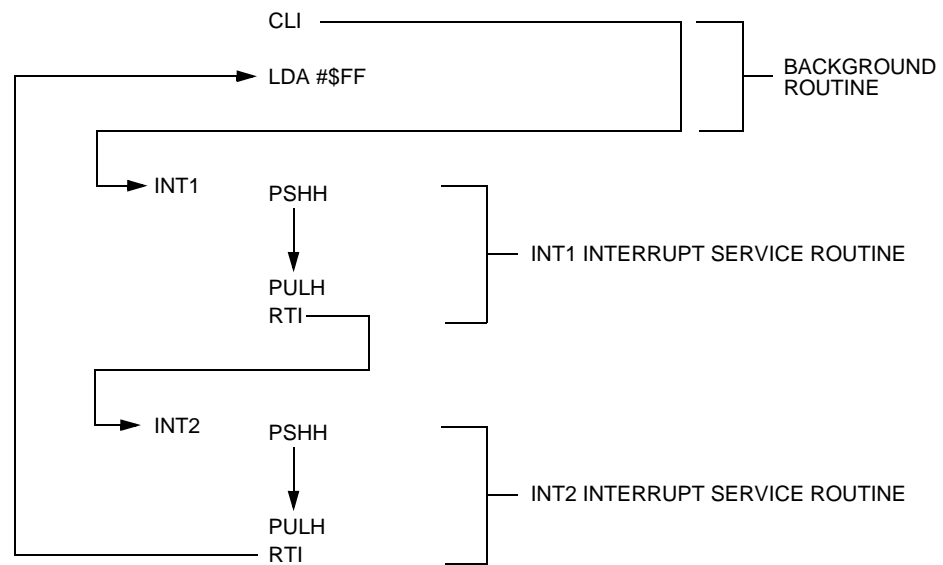 CLI
LDA #$FF
BACKGROUND
ROUTINE
INT1
PSHH
PULH
RTI
INT1 INTERRUPT SERVICE ROUTINE
INT2
PSHH
PULH
RTI
INT2 INTERRUPT SERVICE ROUTINE